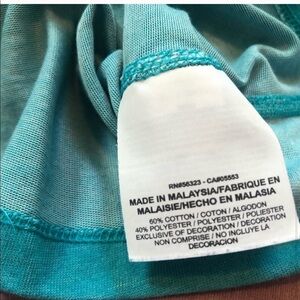 RN#56323 - CA#05553
MADE IN MALAYSIA/FABRIQUE EN
MALAISIE/HECHO EN MALASIA
60% COTTON / COTON / ALGODON
40% POLYESTER / POLYESTER / POLIESTER
EXCLUSIVE OF DECORATION / DECORATION
NON COMPRISE / NO INCLUYE LA
DECORACION